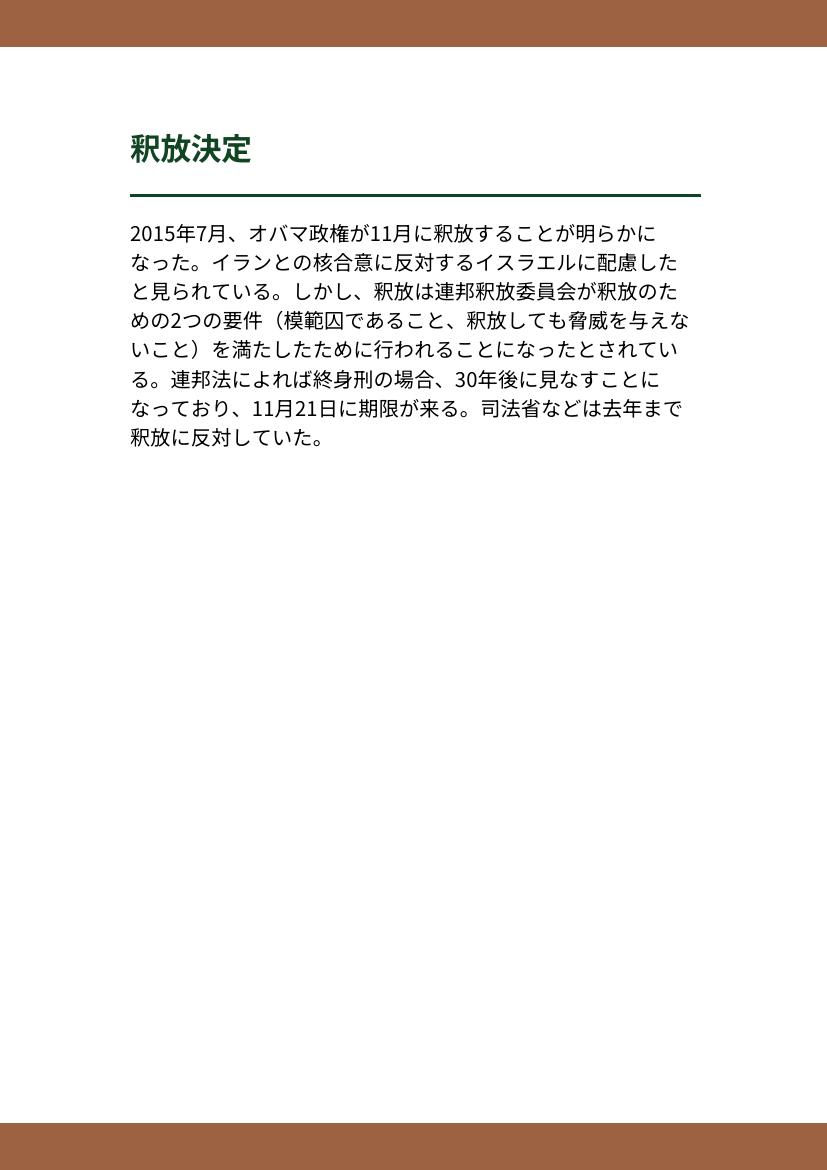 釈放決定
2015年7月、オバマ政権が11月に釈放することが明らかに
なった。イランとの核合意に反対するイスラエルに配慮した
と見られている。しかし、釈放は連邦釈放委員会が釈放のた
めの2つの要件（模範囚であること、釈放しても脅威を与えな
いこと）を満たしたために行われることになったとされてい
る。連邦法によれば終身刑の場合、30年後に見なすことに
なっており、11月21日に期限が来る。司法省などは去年まで
釈放に反対していた。